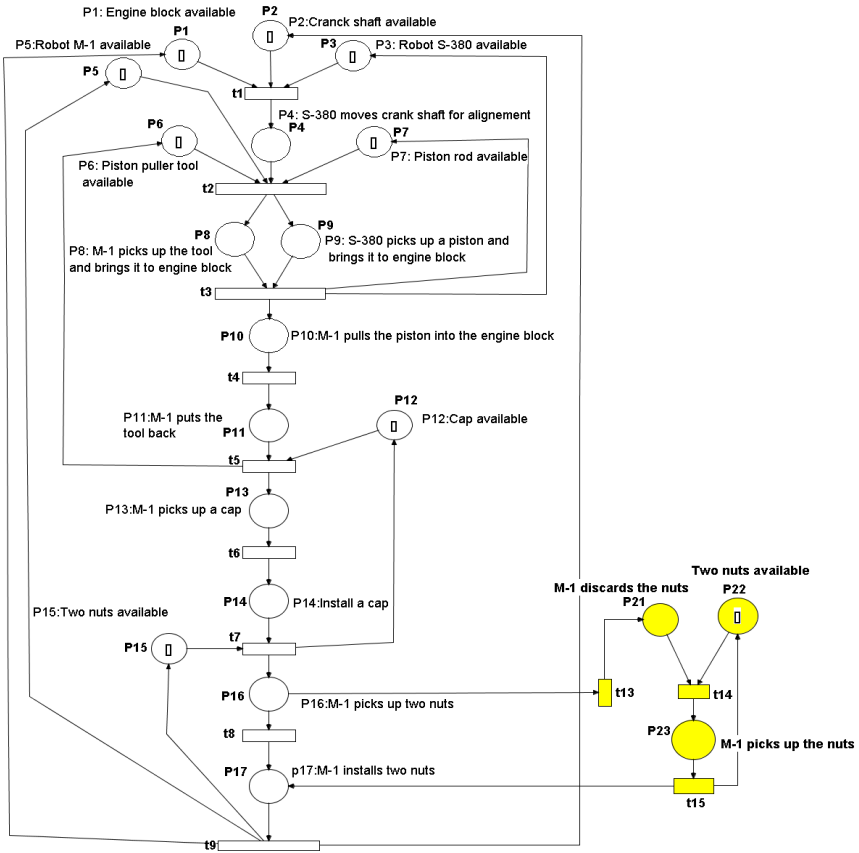 P1: Engine block available
P2
P2:Cranck shaft available
P1
P3
P3: Robot S-380 available
P5:Robot M-1 available
P5
t1
P4: S-380 moves crank shaft for alignement
P4
P6
P7
P6: Piston puller tool
available
P7: Piston rod available
t2
P8
P9
P9: S-380 picks up a piston and
brings it to engine block
P8: M-1 picks up the tool
and brings it to engine block
t3
P10
P10:M-1 pulls the piston into the engine block
t4
P12
P12:Cap available
P11:M-1 puts the
tool back
P11
t5
P13
P13:M-1 picks up a cap
t6
P14
P14:Install a cap
P15:Two nuts available
t7
P15
P16
P16:M-1 picks up two nuts
t8
P17
p17:M-1 installs two nuts
t9
Two nuts available
M-1 discards the nuts
P22
P21
t13
t14
P23
M-1 picks up the nuts
t15